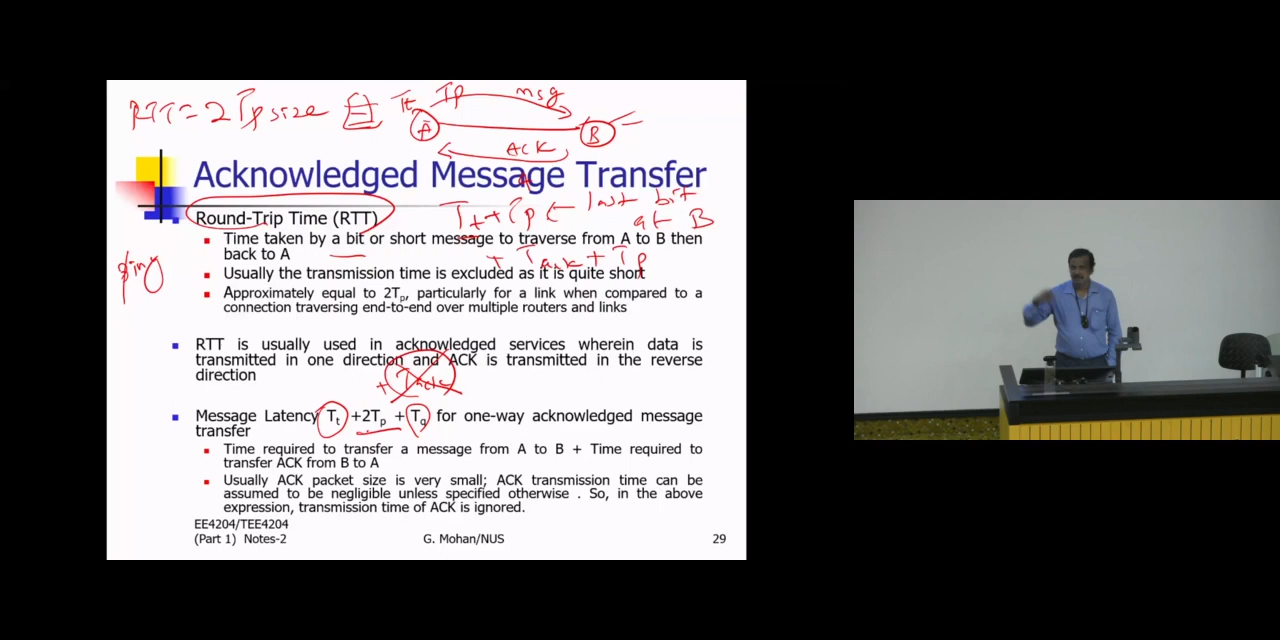 RTT = 2 Tp size
Tt
Tp
msg
A
B
ACK
Acknowledged Message Transfer
Round-Trip Time (RTT)
Tt + Tp ← last bit
at B
+ Tack + Tp
Time taken by a bit or short message to traverse from A to B then
back to A
ping
Usually the transmission time is excluded as it is quite short
Approximately equal to 2Tp, particularly for a link when compared to a
connection traversing end-to-end over multiple routers and links
RTT is usually used in acknowledged services wherein data is
transmitted in one direction and ACK is transmitted in the reverse
direction
+ Tack
Message Latency Tt +2Tp + Tq for one-way acknowledged message
transfer
Time required to transfer a message from A to B + Time required to
transfer ACK from B to A
Usually ACK packet size is very small; ACK transmission time can be
assumed to be negligible unless specified otherwise . So, in the above
expression, transmission time of ACK is ignored.
EE4204/TEE4204
(Part 1) Notes-2
G. Mohan/NUS
29